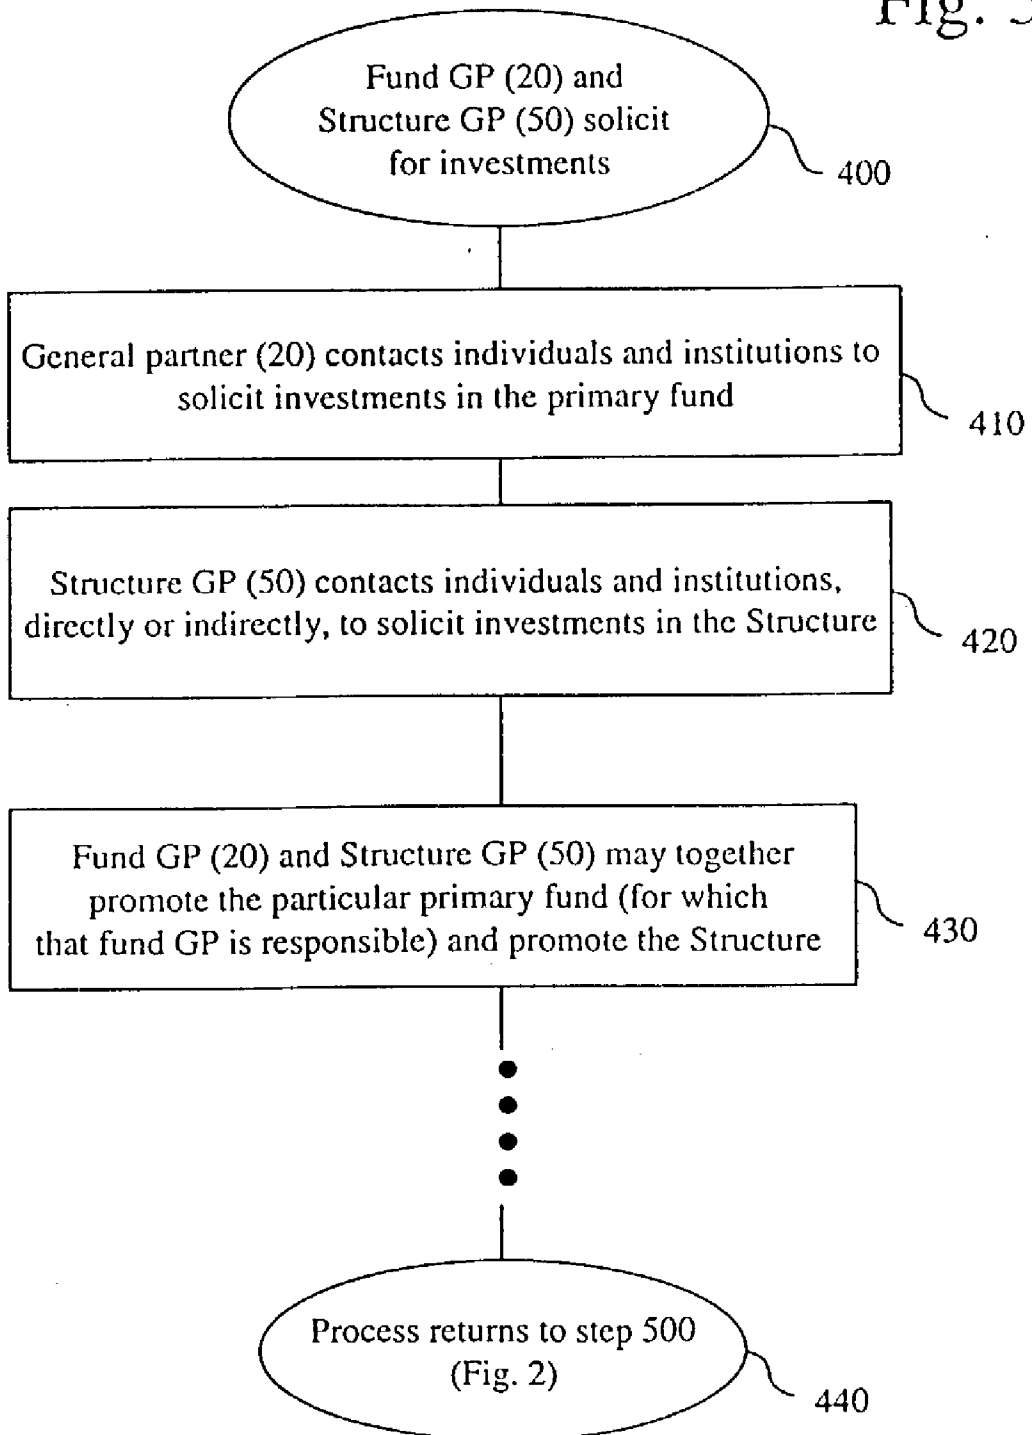 Fig.
Fund GP (20) and
Structure GP (50) solicit
for investments
400
General partner (20) contacts individuals and institutions to
solicit investments in the primary fund
410
Structure GP (50) contacts individuals and institutions,
directly or indirectly, to solicit investments in the Structure
420
Fund GP (20) and Structure GP (50) may together
promote the particular primary fund (for which
that fund GP is responsible) and promote the Structure
430
Process returns to step 500
(Fig. 2)
440